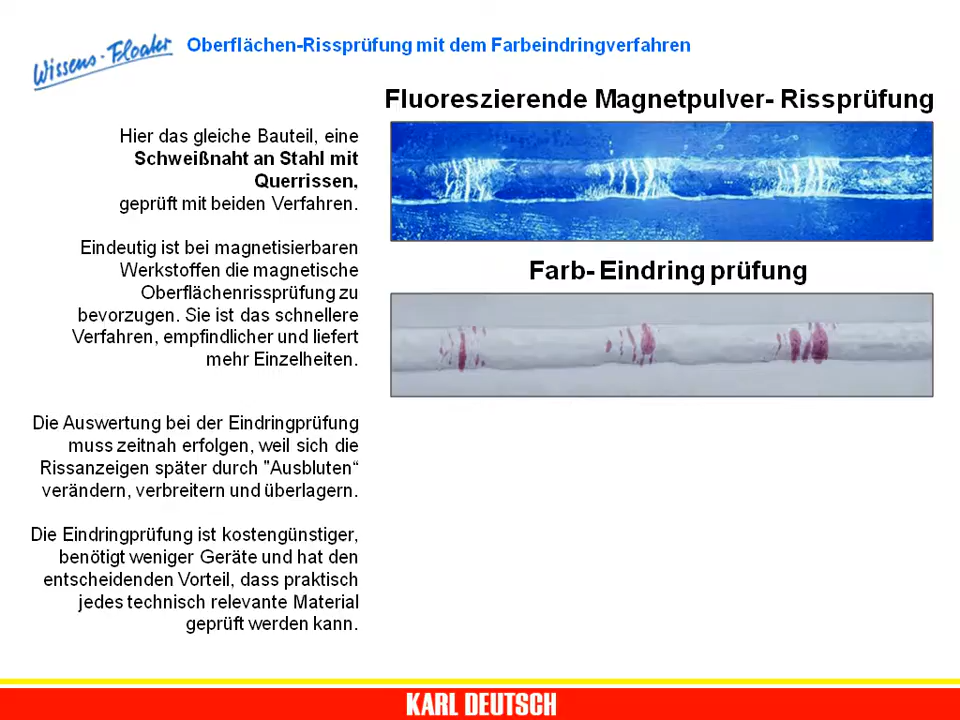 Wissens-Floater
Oberflächen-Rissprüfung mit dem Farbeindringverfahren
Fluoreszierende Magnetpulver- Rissprüfung
Hier das gleiche Bauteil, eine
Schweißnaht an Stahl mit
Querrissen,
geprüft mit beiden Verfahren.
Eindeutig ist bei magnetisierbaren
Werkstoffen die magnetische
Oberflächenrissprüfung zu
bevorzugen. Sie ist das schnellere
Verfahren, empfindlicher und liefert
mehr Einzelheiten.
Farb- Eindring prüfung
Die Auswertung bei der Eindringprüfung
muss zeitnah erfolgen, weil sich die
Rissanzeigen später durch "Ausbluten“
verändern, verbreitern und überlagern.
Die Eindringprüfung ist kostengünstiger,
benötigt weniger Geräte und hat den
entscheidenden Vorteil, dass praktisch
jedes technisch relevante Material
geprüft werden kann.
KARL DEUTSCH